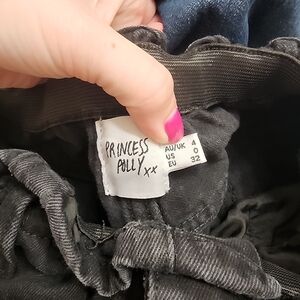 PRINCESS
POLLY xx
AU/UK 4
US 0
EU 32